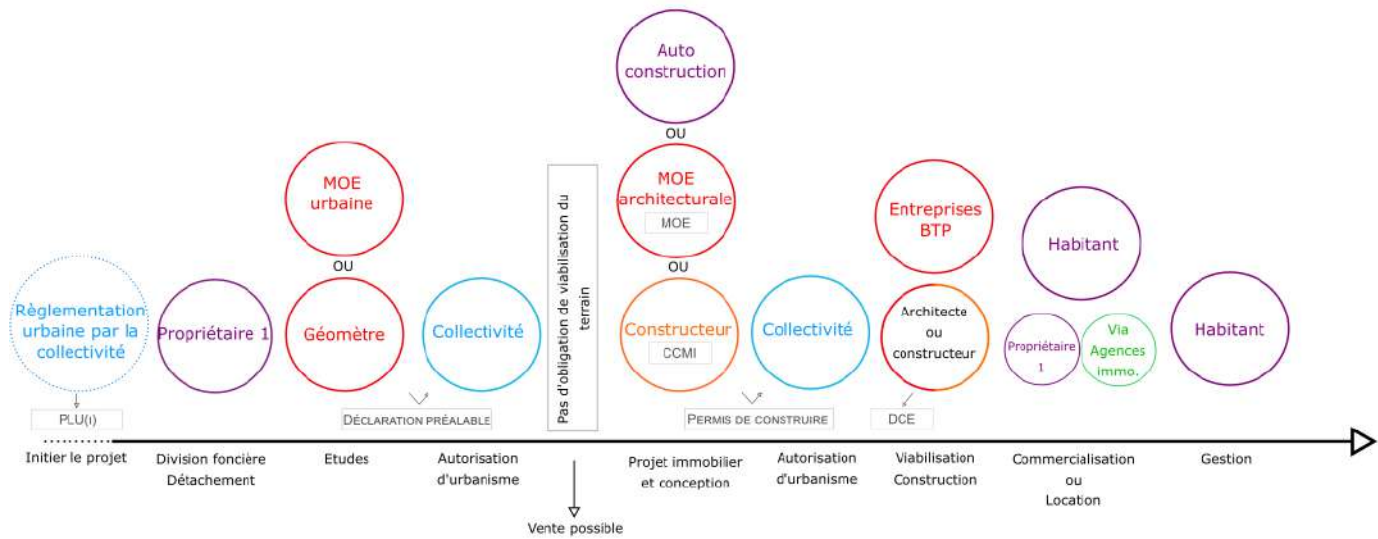 Auto
construction
OU
MOE
urbaine
MOE
architecturale
MOE
Entreprises
BTP
Habitant
OU
OU
Règlementation
urbaine par la
collectivité
Propriétaire 1
Géomètre
Collectivité
Pas d'obligation de viabilisation du
terrain
Constructeur
CCMI
Collectivité
Architecte
ou
constructeur
Propriétaire
1
Via
Agences
immo.
Habitant
PLU(I)
DÉCLARATION PRÉALABLE
PERMIS DE CONSTRUIRE
DCE
Initier le projet
Division foncière
Détachement
Etudes
Autorisation
d'urbanisme
Projet immobilier
et conception
Autorisation
d'urbanisme
Viabilisation
Construction
Commercialisation
ou
Location
Gestion
Vente possible